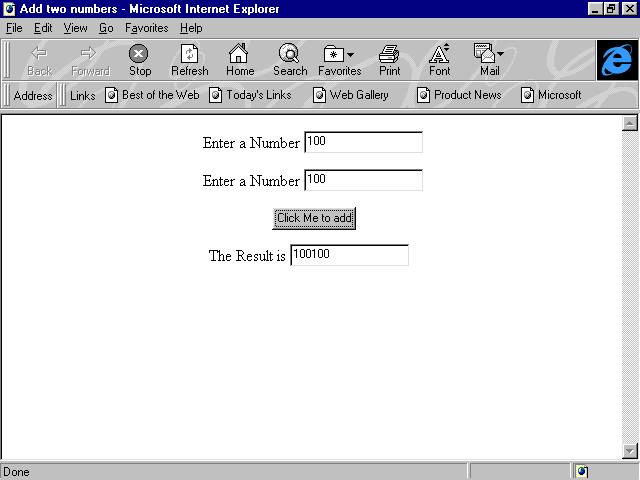 Add two numbers - Microsoft Internet Explorer
File Edit View Go Favorites Help
Back Forward Stop Refresh Home Search Favorites Print Font Mail
Address Links Best of the Web Today's Links Web Gallery Product News Microsoft
Enter a Number 100
Enter a Number 100
Click Me to add
The Result is 100100
Done